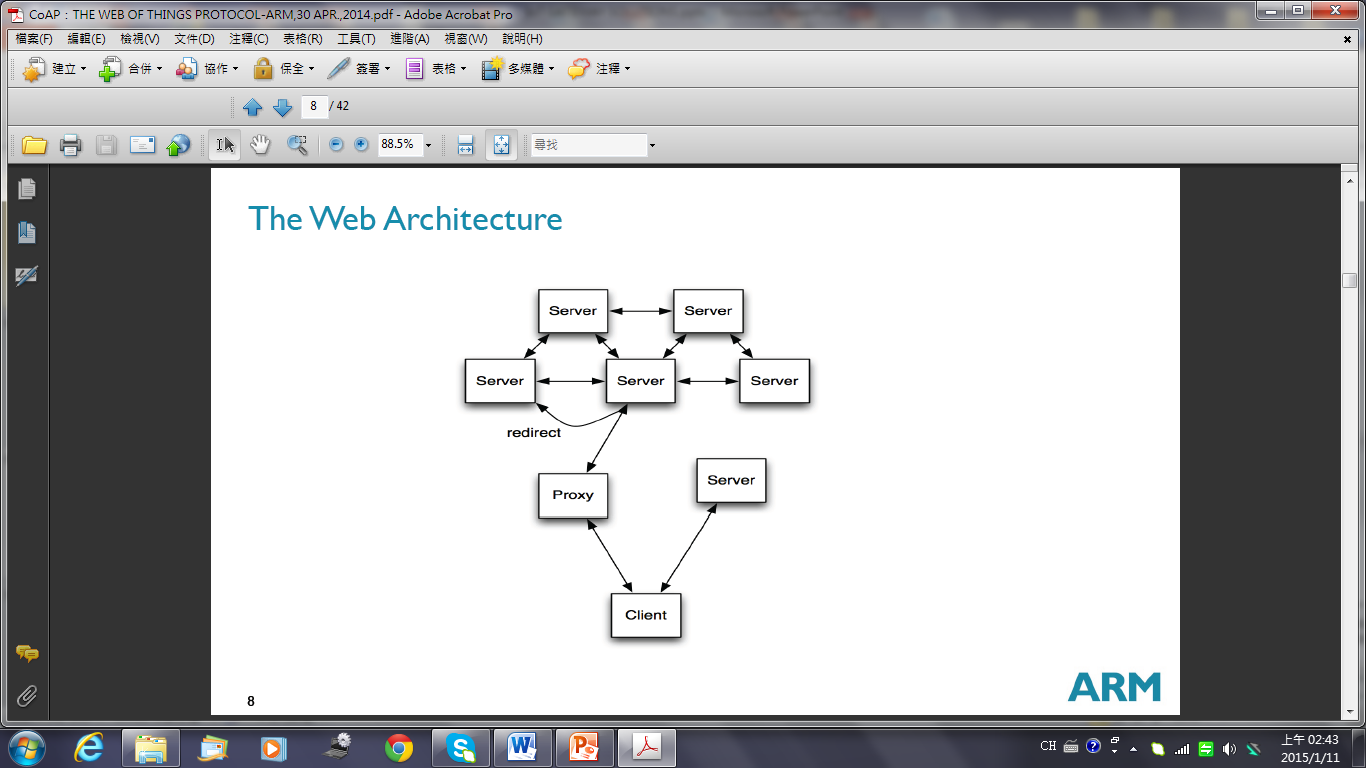 CoAP : THE WEB OF THINGS PROTOCOL-ARM,30 APR.,2014.pdf - Adobe Acrobat Pro
檔案(F) 編輯(E) 檢視(V) 文件(D) 注釋(C) 表格(R) 工具(T) 進階(A) 視窗(W) 說明(H)
建立 合併 協作 保全 簽署 表格 多媒體 注釋
8 / 42
88.5% 尋找
The Web Architecture
Server Server
Server Server Server
redirect
Server
Proxy
Client
ARM
8
CH
上午 02:43
2015/1/11